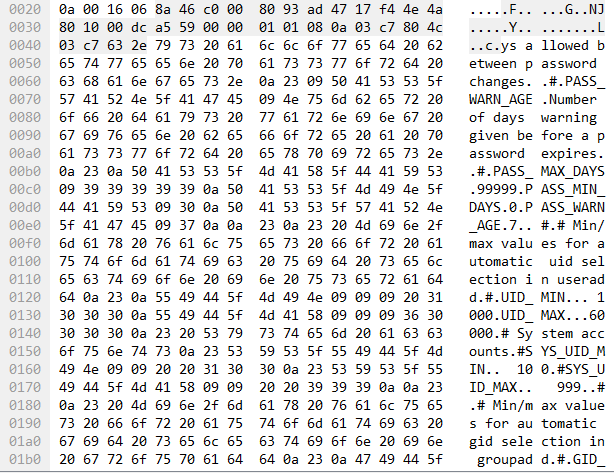 0020 0a 00 16 06 8a 46 c0 00 80 93 ad 47 17 f4 4e 4a .....F.. ...G..NJ
0030 80 10 00 dc a5 59 00 00 01 01 08 0a 03 c7 80 4c .....Y.. .......L
0040 03 c7 63 2e 79 73 20 61 6c 6c 6f 77 65 64 20 62 ..c.ys a llowed b
0050 65 74 77 65 65 6e 20 70 61 73 73 77 6f 72 64 20 etween p assword
0060 63 68 61 6e 67 65 73 2e 0a 23 09 50 41 53 53 5f changes. .#.PASS_
0070 57 41 52 4e 5f 41 47 45 09 4e 75 6d 62 65 72 20 WARN_AGE .Number
0080 6f 66 20 64 61 79 73 20 77 61 72 6e 69 6e 67 20 of days warning
0090 67 69 76 65 6e 20 62 65 66 6f 72 65 20 61 20 70 given be fore a p
00a0 61 73 73 77 6f 72 64 20 65 78 70 69 72 65 73 2e assword expires.
00b0 0a 23 0a 50 41 53 53 5f 4d 41 58 5f 44 41 59 53 .#.PASS_ MAX_DAYS
00c0 09 39 39 39 39 39 0a 50 41 53 53 5f 4d 49 4e 5f .99999.P ASS_MIN_
00d0 44 41 59 53 09 30 0a 50 41 53 53 5f 57 41 52 4e DAYS.0.P ASS_WARN
00e0 5f 41 47 45 09 37 0a 0a 23 0a 23 20 4d 69 6e 2f _AGE.7.. #.# Min/
00f0 6d 61 78 20 76 61 6c 75 65 73 20 66 6f 72 20 61 max valu es for a
0100 75 74 6f 6d 61 74 69 63 20 75 69 64 20 73 65 6c utomatic uid sel
0110 65 63 74 69 6f 6e 20 69 6e 20 75 73 65 72 61 64 ection i n userad
0120 64 0a 23 0a 55 49 44 5f 4d 49 4e 09 09 09 20 31 d.#.UID_ MIN... 1
0130 30 30 30 0a 55 49 44 5f 4d 41 58 09 09 09 36 30 000.UID_ MAX...60
0140 30 30 30 0a 23 20 53 79 73 74 65 6d 20 61 63 63 000.# Sy stem acc
0150 6f 75 6e 74 73 0a 23 53 59 53 5f 55 49 44 5f 4d ounts.#S YS_UID_M
0160 49 4e 09 09 20 20 31 30 30 0a 23 53 59 53 5f 55 IN..  10 0.#SYS_U
0170 49 44 5f 4d 41 58 09 09 20 20 39 39 39 0a 0a 23 ID_MAX..   999..#
0180 0a 23 20 4d 69 6e 2f 6d 61 78 20 76 61 6c 75 65 .# Min/m ax value
0190 73 20 66 6f 72 20 61 75 74 6f 6d 61 74 69 63 20 s for au tomatic
01a0 67 69 64 20 73 65 6c 65 63 74 69 6f 6e 20 69 6e gid sele ction in
01b0 20 67 72 6f 75 70 61 64 64 0a 23 0a 47 49 44 5f groupad d.#.GID_